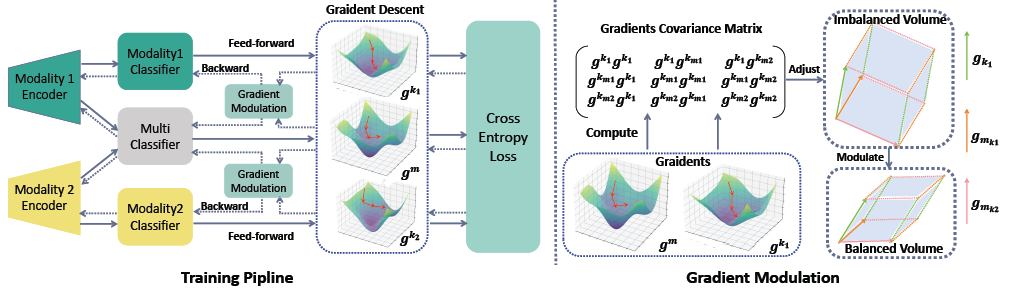 Graident Descent
Modality 1
Encoder
Modality1
Classifier
Feed-forward
Backward
Gradient
Modulation
g^{k_1}
Multi
Classifier
g^m
Cross
Entropy
Loss
Modality 2
Encoder
Gradient
Modulation
Modality2
Classifier
Backward
Feed-forward
g^{k_2}
Training Pipline
Gradients Covariance Matrix
g^{k_1}g^{k_1} g^{k_1}g^{k_{m1}} g^{k_1}g^{k_{m2}}
g^{k_{m1}}g^{k_1} g^{k_{m1}}g^{k_{m1}} g^{k_{m1}}g^{k_{m2}}
g^{k_{m2}}g^{k_1} g^{k_{m2}}g^{k_{m1}} g^{k_{m2}}g^{k_{m2}}
Compute
Adjust
Graidents
g^m
g^{k_1}
Imbalanced Volume
Modulate
Balanced Volume
g_{k_1}
g_{m_{k1}}
g_{m_{k2}}
Gradient Modulation